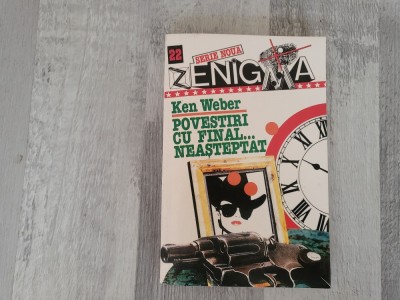 22
SERIE NOUA
ENIGMA
Ken Weber
POVESTIRI
CU FINAL...
NEAȘTEPTAT